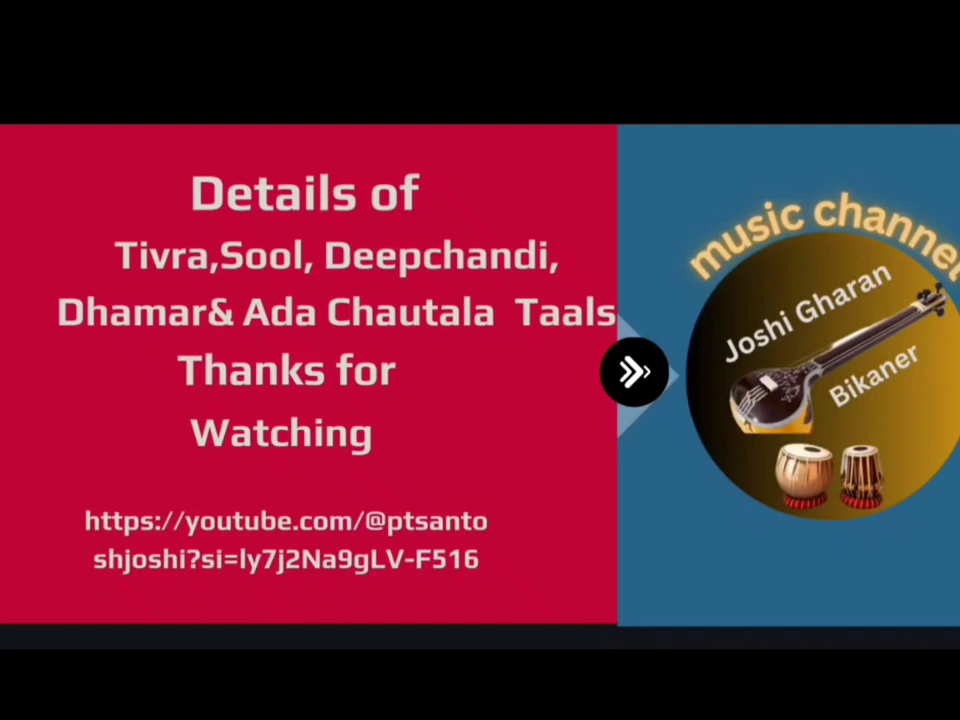 Details of
Tivra,Sool, Deepchandi,
Dhamar& Ada Chautala Taals
Thanks for
Watching
https://youtube.com/@ptsanto
shjoshi?si=ly7j2Na9gLV-F516
music channel
Joshi Gharan
Bikaner